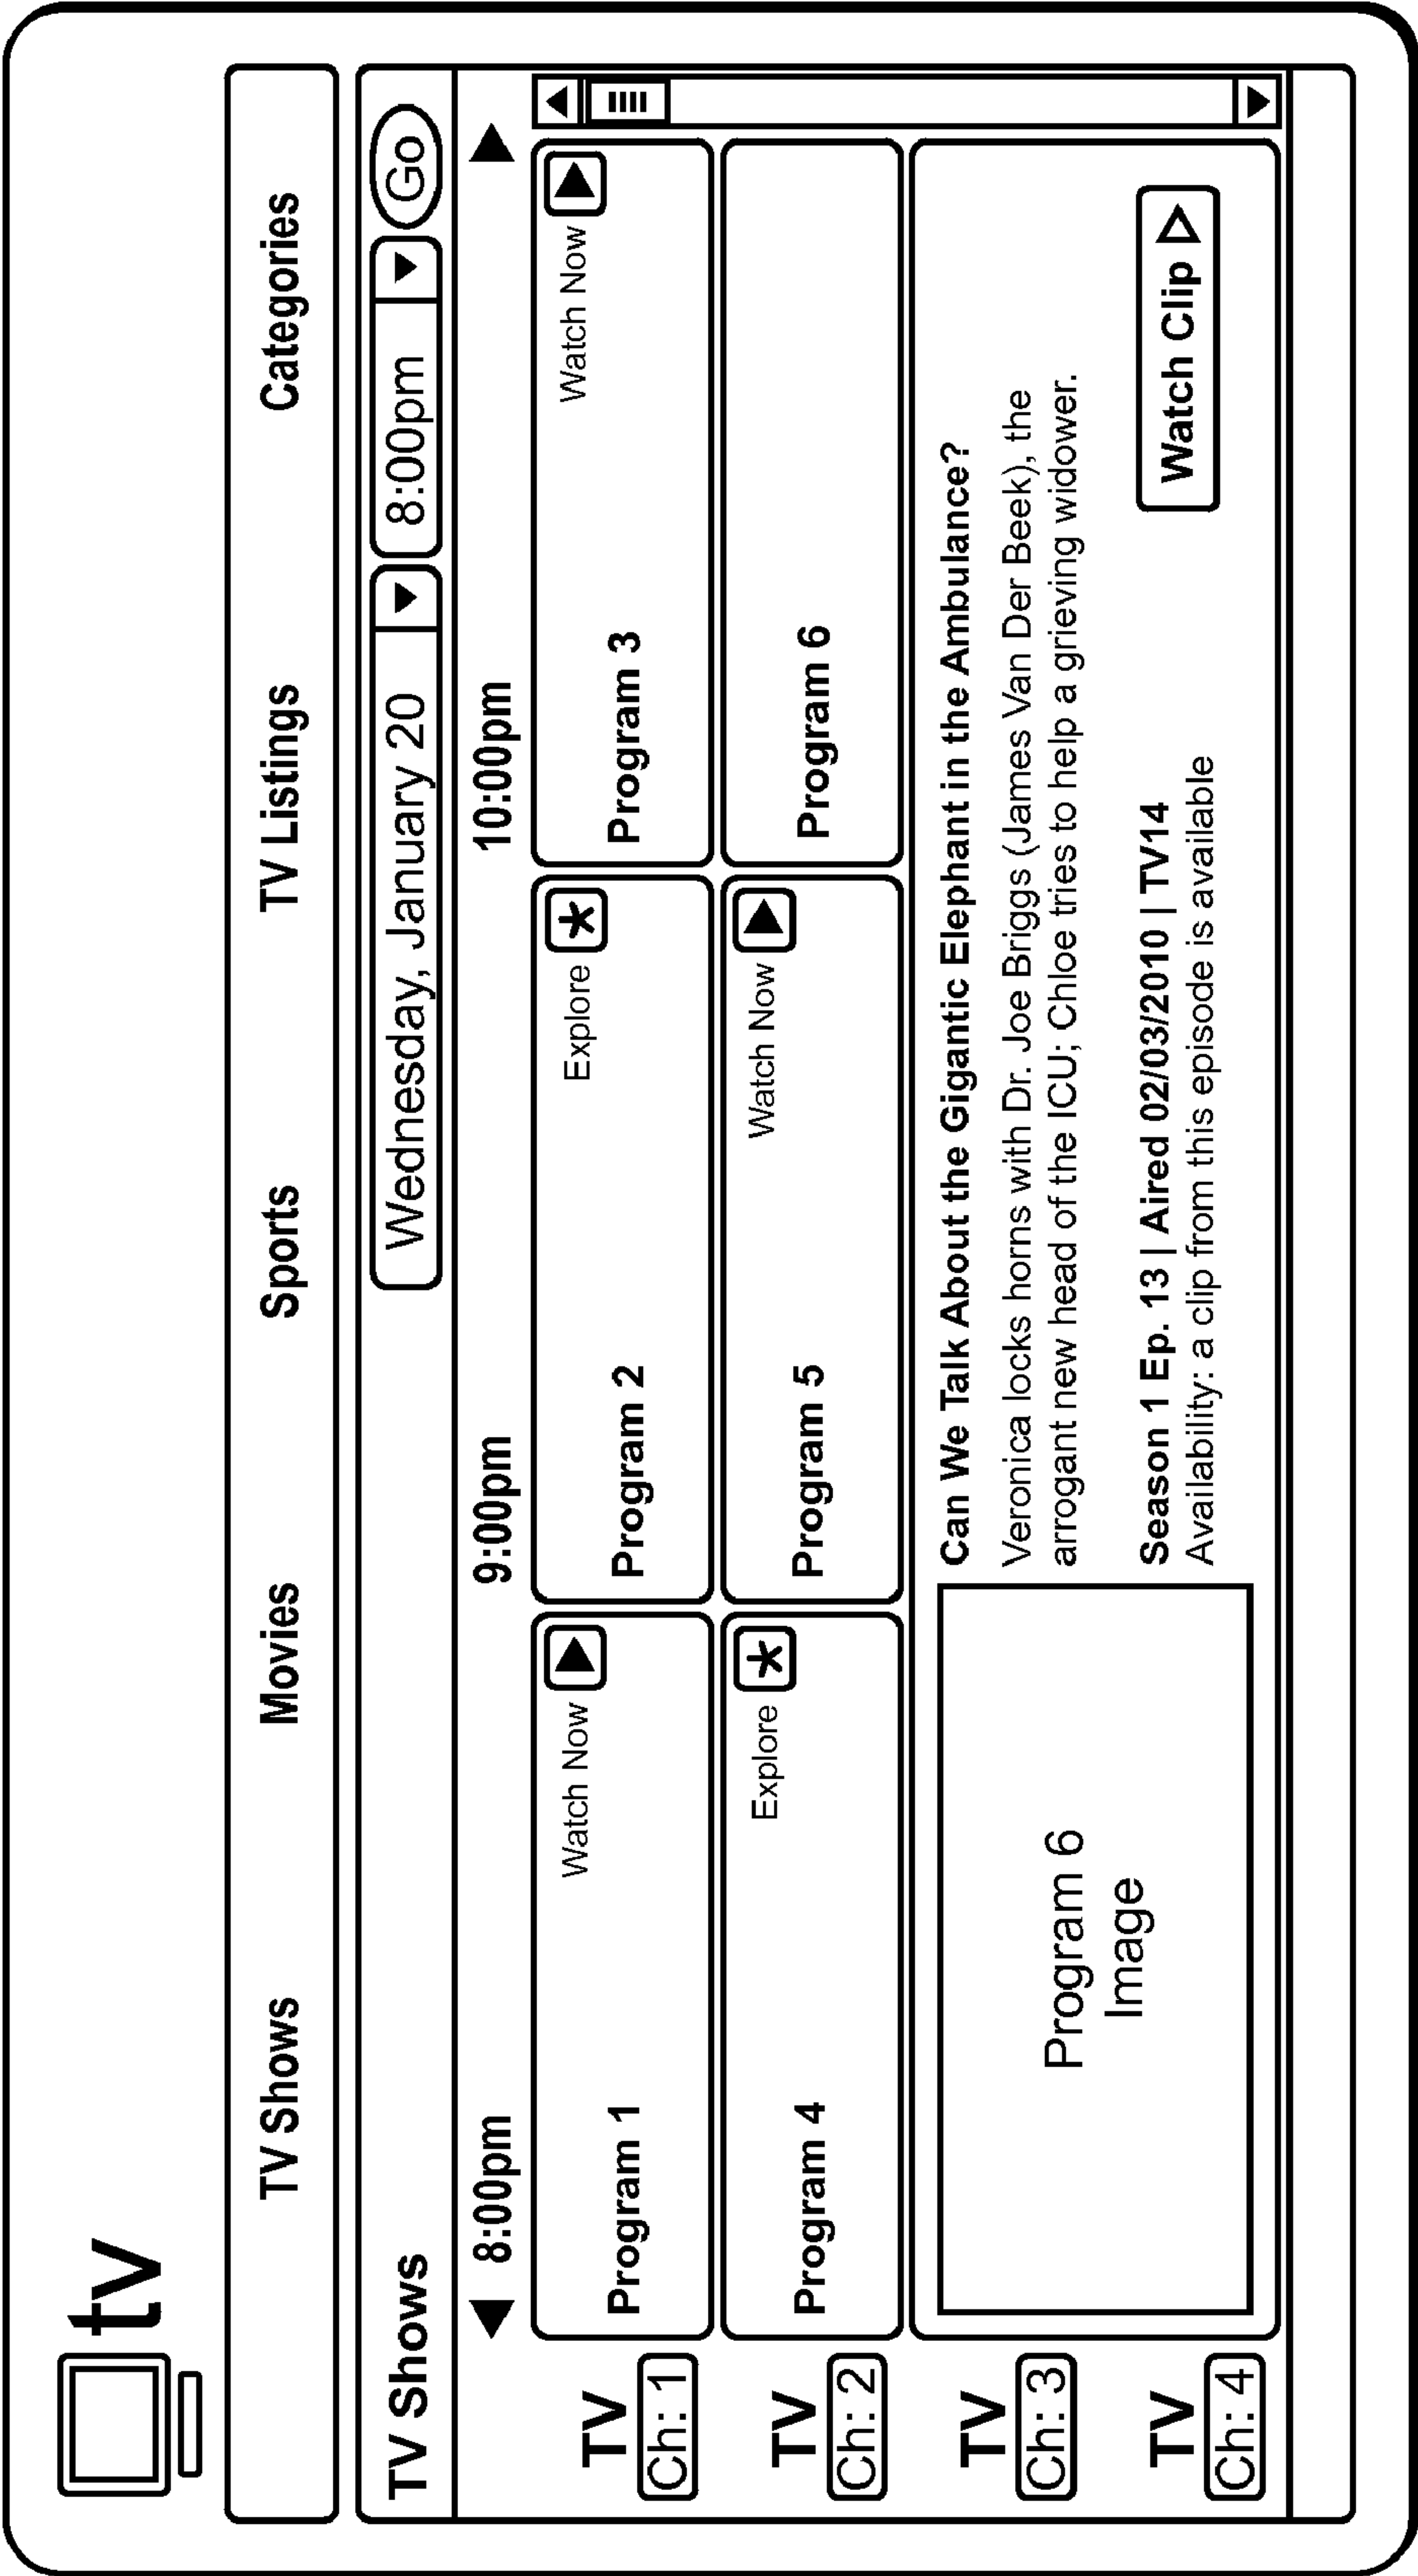 tv
TV Shows Movies Sports TV Listings Categories
TV Shows Wednesday, January 20 8:00pm Go
8:00pm 9:00pm 10:00pm
TV
Ch: 1
Watch Now
Program 1
Explore
Program 2
Watch Now
Program 3
TV
Ch: 2
Explore
Program 4
Watch Now
Program 5
Program 6
TV
Ch: 3
TV
Ch: 4
Program 6
Image
Can We Talk About the Gigantic Elephant in the Ambulance?
Veronica locks horns with Dr. Joe Briggs (James Van Der Beek), the
arrogant new head of the ICU; Chloe tries to help a grieving widower.
Season 1 Ep. 13 | Aired 02/03/2010 | TV14
Availability: a clip from this episode is available
Watch Clip